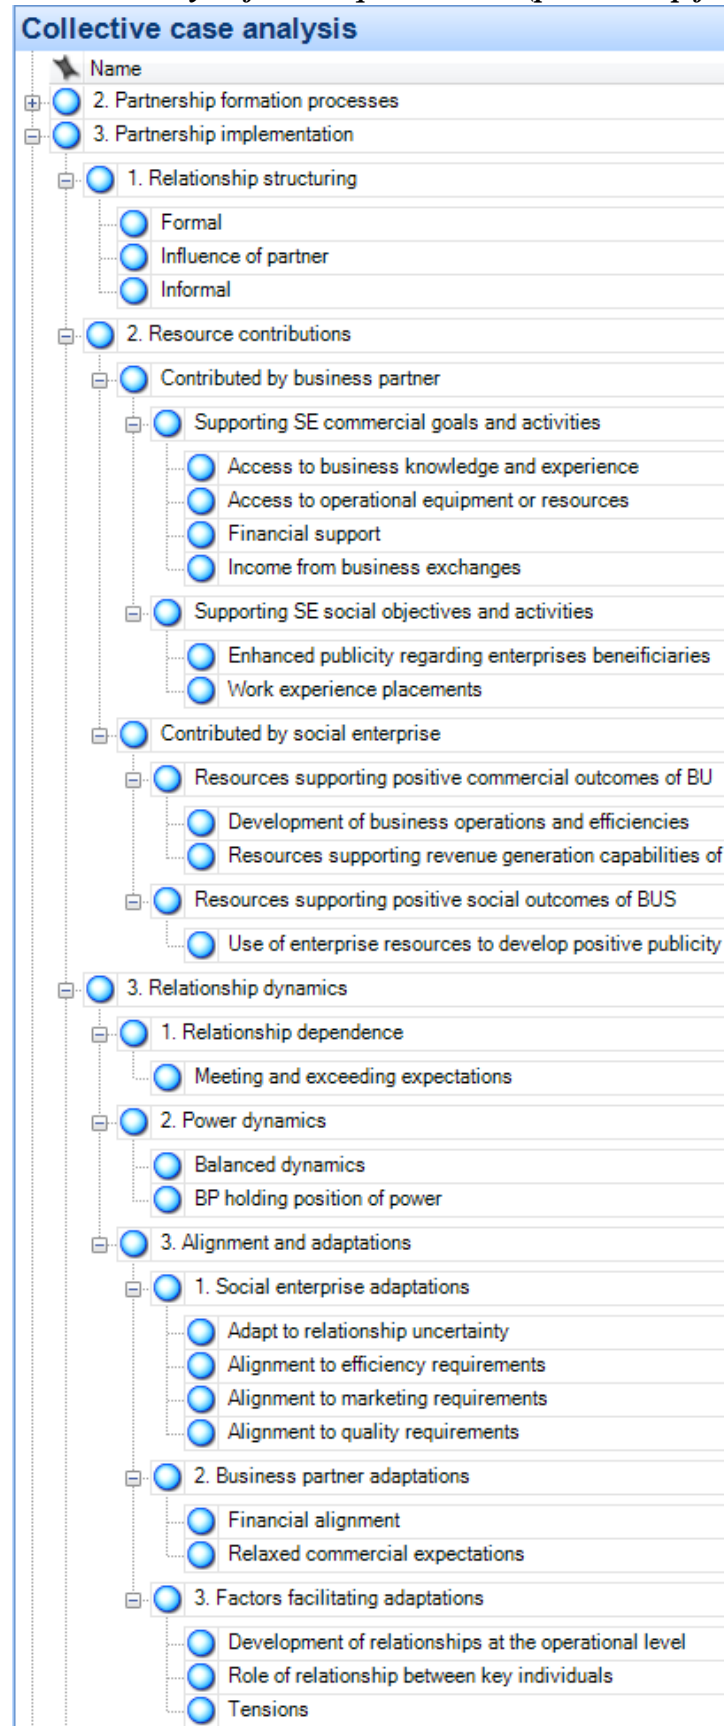 Collective case analysis
Name
2. Partnership formation processes
3. Partnership implementation
1. Relationship structuring
Formal
Influence of partner
Informal
2. Resource contributions
Contributed by business partner
Supporting SE commercial goals and activities
Access to business knowledge and experience
Access to operational equipment or resources
Financial support
Income from business exchanges
Supporting SE social objectives and activities
Enhanced publicity regarding enterprises beneificiaries
Work experience placements
Contributed by social enterprise
Resources supporting positive commercial outcomes of BU
Development of business operations and efficiencies
Resources supporting revenue generation capabilities of
Resources supporting positive social outcomes of BUS
Use of enterprise resources to develop positive publicity
3. Relationship dynamics
1. Relationship dependence
Meeting and exceeding expectations
2. Power dynamics
Balanced dynamics
BP holding position of power
3. Alignment and adaptations
1. Social enterprise adaptations
Adapt to relationship uncertainty
Alignment to efficiency requirements
Alignment to marketing requirements
Alignment to quality requirements
2. Business partner adaptations
Financial alignment
Relaxed commercial expectations
3. Factors facilitating adaptations
Development of relationships at the operational level
Role of relationship between key individuals
Tensions